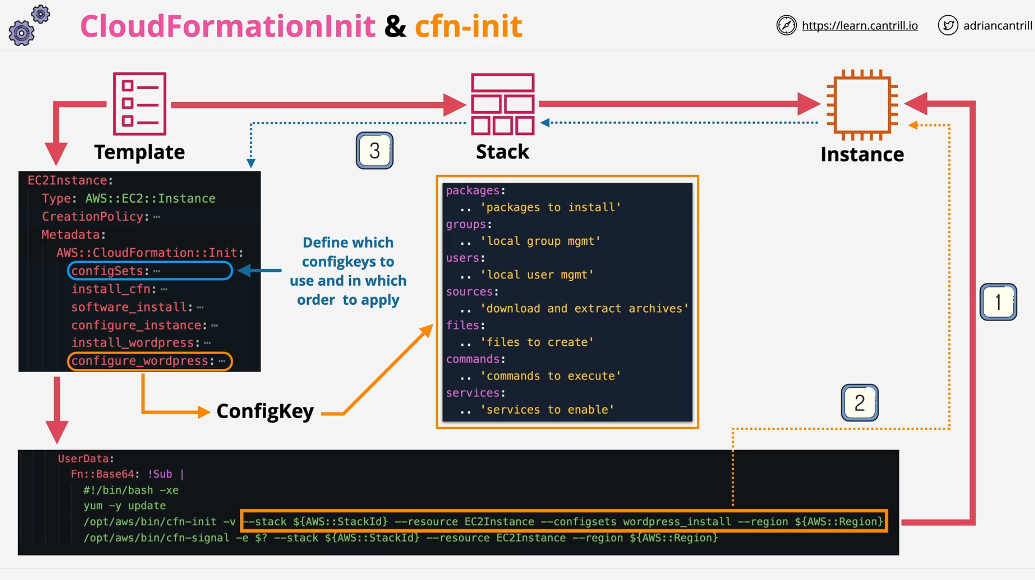 CloudFormationInit & cfn-init
https://learn.cantrill.io
adriancantrill
Template
Stack
Instance
3
EC2Instance:
Type: AWS::EC2::Instance
CreationPolicy:
Metadata:
AWS::CloudFormation::Init:
configSets:
install_cfn:
software_install:
configure_instance:
install_wordpress:
configure_wordpress:
Define which
configkeys to
use and in which
order to apply
packages:
.. 'packages to install'
groups:
.. 'local group mgmt'
users:
.. 'local user mgmt'
sources:
.. 'download and extract archives'
files:
.. 'files to create'
commands:
.. 'commands to execute'
services:
.. 'services to enable'
1
2
ConfigKey
UserData:
Fn::Base64: !Sub |
#!/bin/bash -xe
yum -y update
/opt/aws/bin/cfn-init -v --stack ${AWS::StackId} --resource EC2Instance --configsets wordpress_install --region ${AWS::Region}
/opt/aws/bin/cfn-signal -e $? --stack ${AWS::StackId} --resource EC2Instance --region ${AWS::Region}